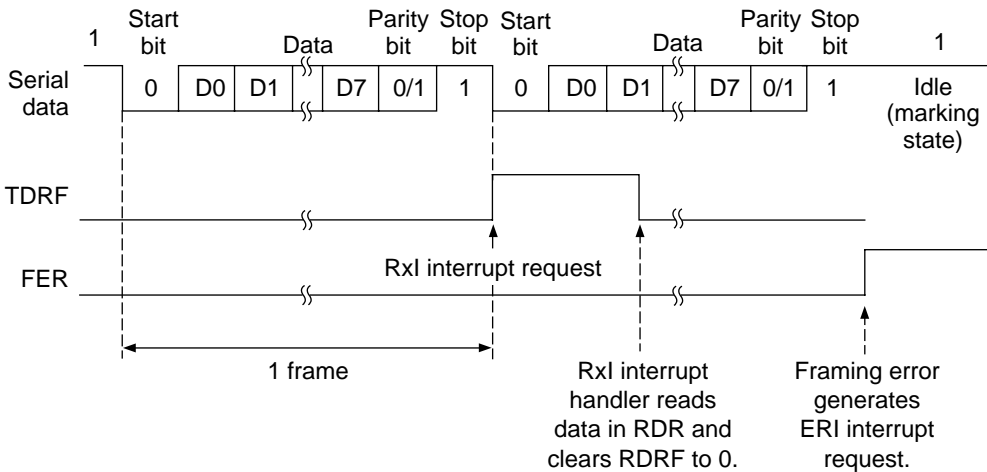 1
Start bit
Data
Parity bit
Stop bit
Start bit
Data
Parity bit
Stop bit
1
Serial data
0
D0
D1
D7
0/1
1
0
D0
D1
D7
0/1
1
Idle (marking state)
TDRF
RxI interrupt request
FER
1 frame
RxI interrupt
handler reads
data in RDR and
clears RDRF to 0.
Framing error
generates
ERI interrupt
request.